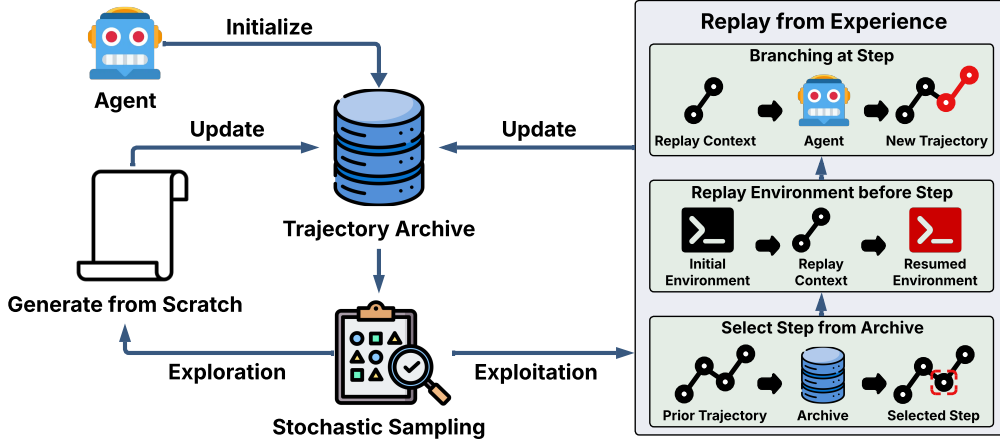 Initialize
Agent
Update
Update
Trajectory Archive
Generate from Scratch
Exploration
Exploitation
Stochastic Sampling
Replay from Experience
Branching at Step
Replay Context
Agent
New Trajectory
Replay Environment before Step
Initial
Environment
Replay
Context
Resumed
Environment
Select Step from Archive
Prior Trajectory
Archive
Selected Step